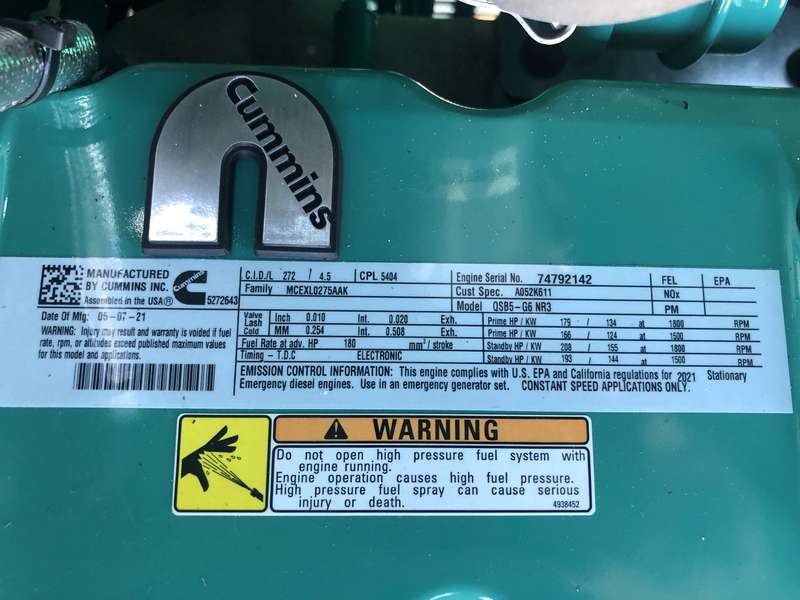 Cummins
MANUFACTURED
BY CUMMINS INC.
Assembled in the USA®
Cummins
5272643
Date Of Mfg: 05-07-21
WARNING: Injury may result and warranty is voided if fuel
rate, rpm, or altitudes exceed published maximum values
for this model and applications.
C.I.D./L 272 / 4.5 CPL 5404
Family MCEXL0275AAK
Engine Serial No. 74792142
Cust Spec. A052K611
Model QSB5-G6 NR3
FEL EPA
NOx
PM
Valve Lash Cold
Inch 0.010 Int. 0.020 Exh.
MM 0.254 Int. 0.508 Exh.
Fuel Rate at adv. HP 180 mm³/ stroke
Timing - T.D.C ELECTRONIC
Prime HP / KW 179 / 134 at 1800 RPM
Prime HP / KW 166 / 124 at 1500 RPM
Standby HP / KW 208 / 155 at 1800 RPM
Standby HP / KW 193 / 144 at 1500 RPM
EMISSION CONTROL INFORMATION: This engine complies with U.S. EPA and California regulations for 2021 Stationary
Emergency diesel engines. Use in an emergency generator set. CONSTANT SPEED APPLICATIONS ONLY.
WARNING
Do not open high pressure fuel system with
engine running.
Engine operation causes high fuel pressure.
High pressure fuel spray can cause serious
injury or death.
4938452